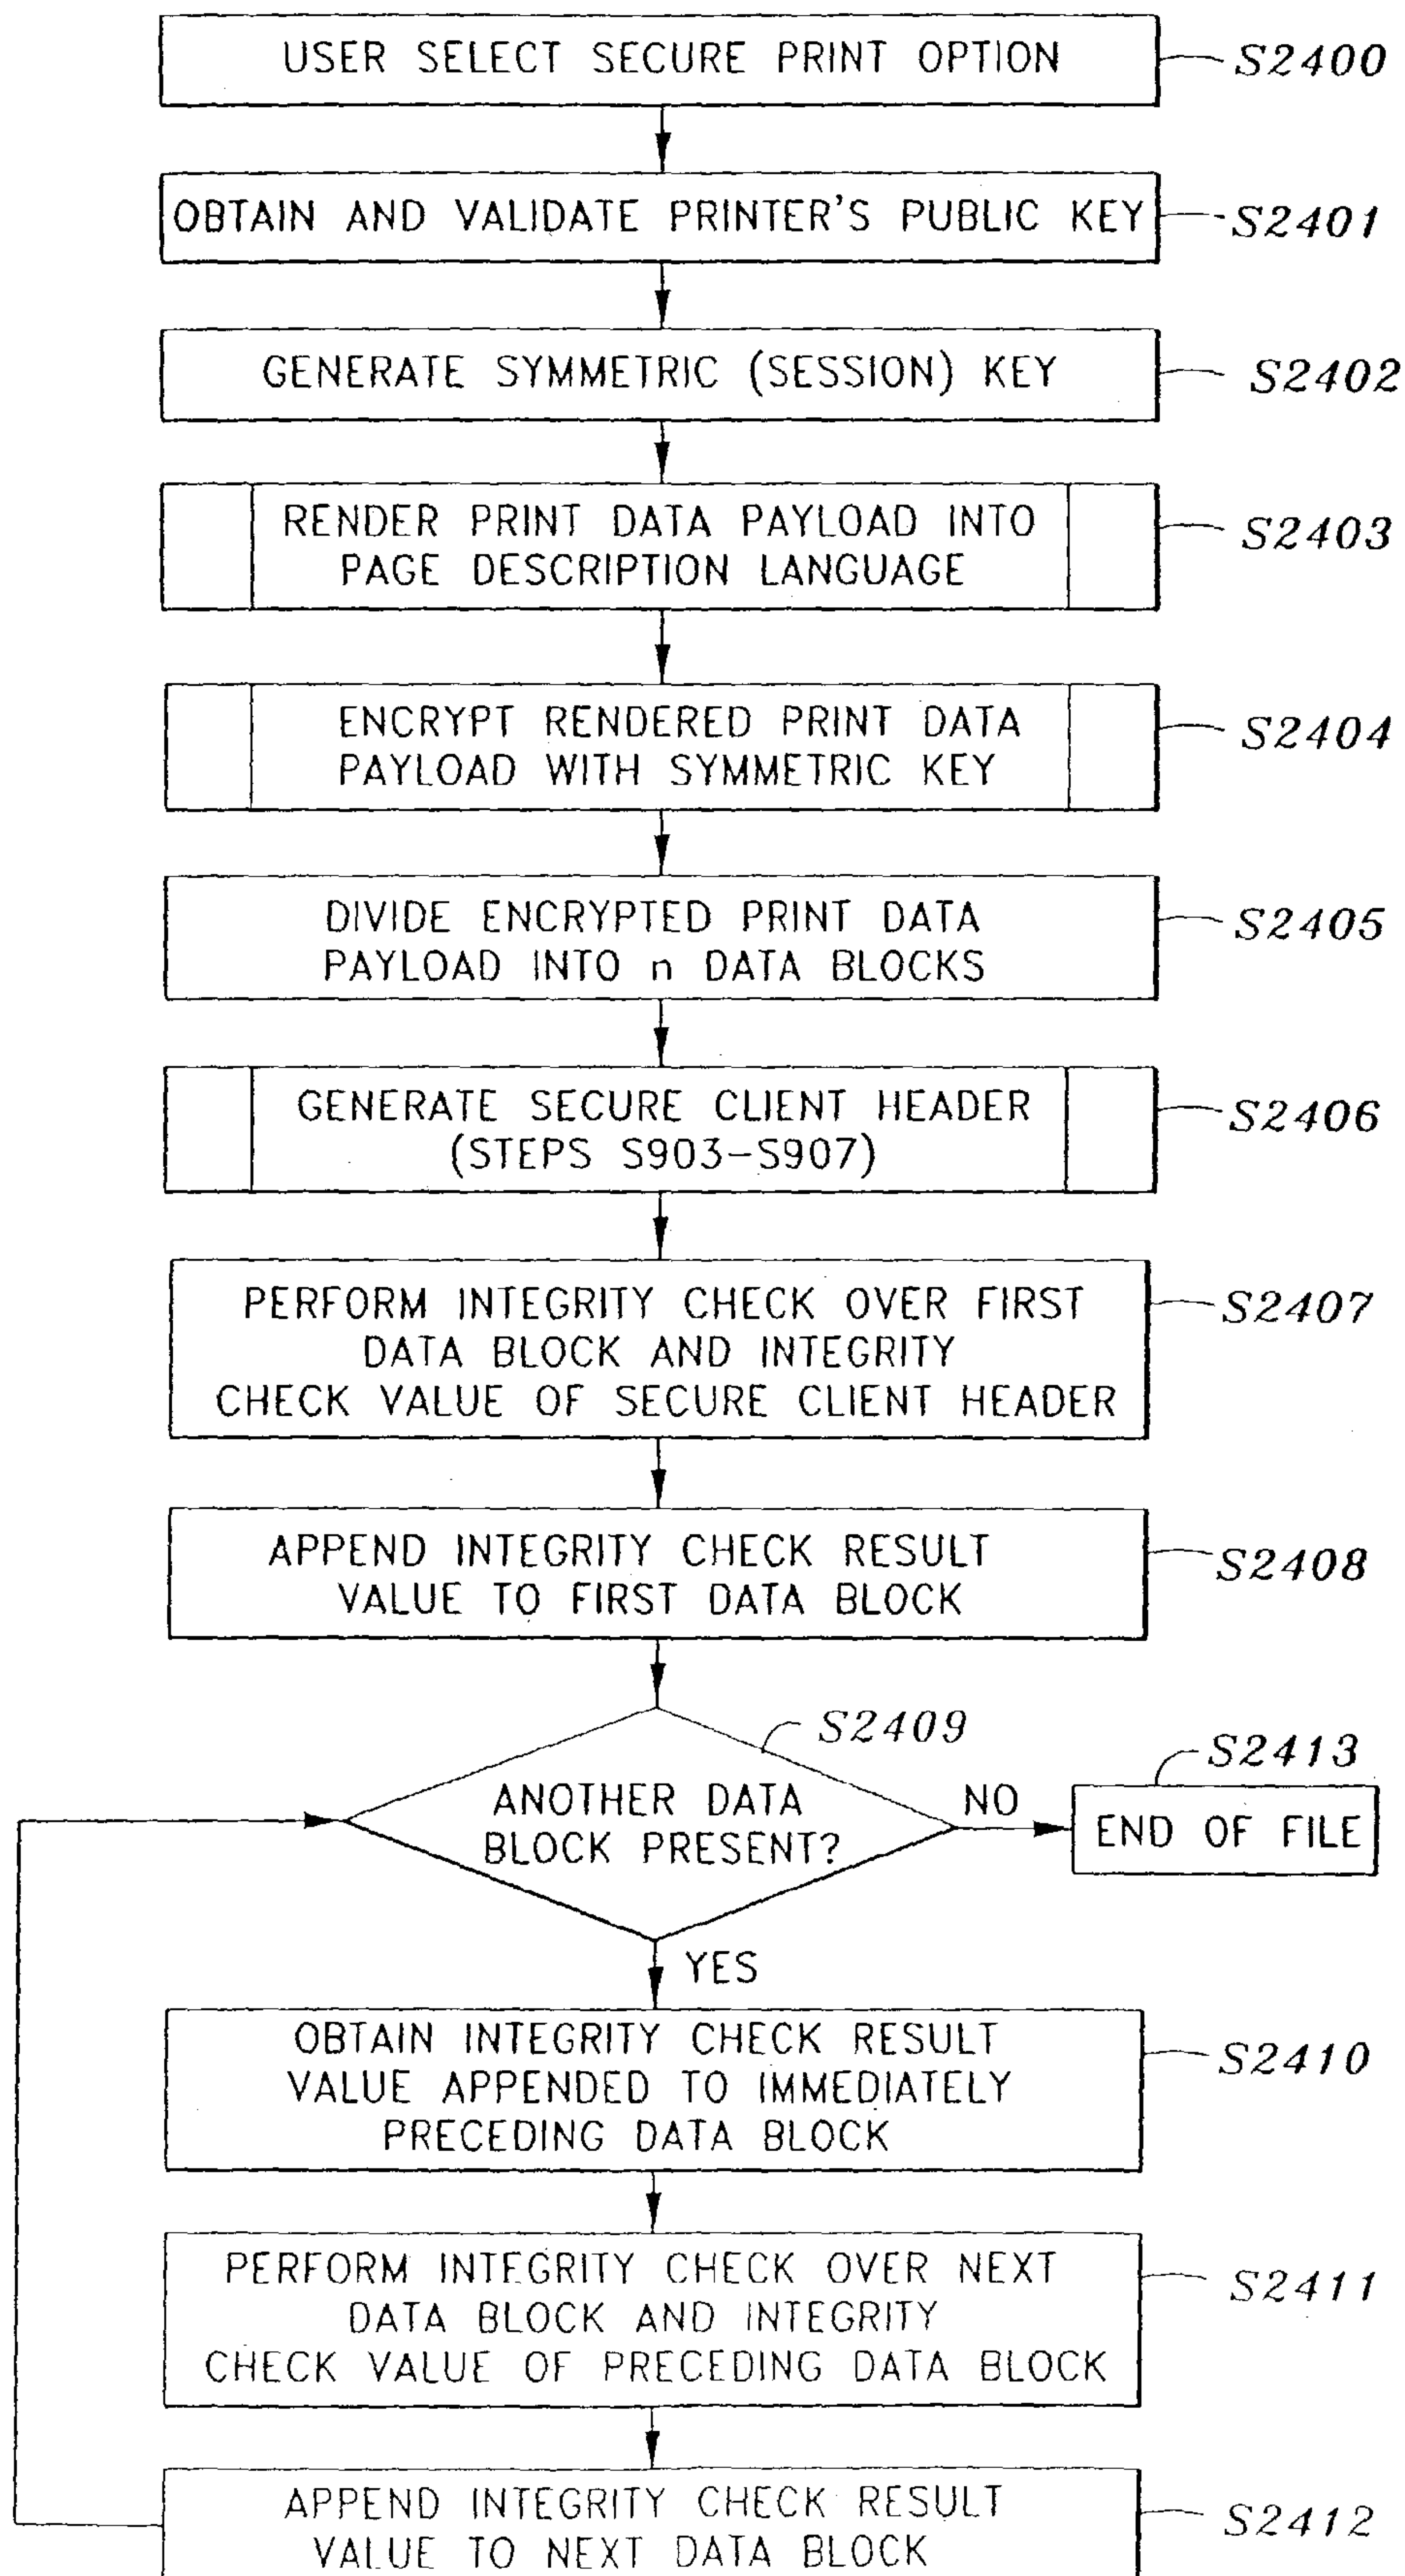 USER SELECT SECURE PRINT OPTION
S2400
OBTAIN AND VALIDATE PRINTER'S PUBLIC KEY
S2401
GENERATE SYMMETRIC (SESSION) KEY
S2402
RENDER PRINT DATA PAYLOAD INTO
PAGE DESCRIPTION LANGUAGE
S2403
ENCRYPT RENDERED PRINT DATA
PAYLOAD WITH SYMMETRIC KEY
S2404
DIVIDE ENCRYPTED PRINT DATA
PAYLOAD INTO n DATA BLOCKS
S2405
GENERATE SECURE CLIENT HEADER
(STEPS S903-S907)
S2406
PERFORM INTEGRITY CHECK OVER FIRST
DATA BLOCK AND INTEGRITY
CHECK VALUE OF SECURE CLIENT HEADER
S2407
APPEND INTEGRITY CHECK RESULT
VALUE TO FIRST DATA BLOCK
S2408
S2409
ANOTHER DATA
BLOCK PRESENT?
NO
S2413
END OF FILE
YES
OBTAIN INTEGRITY CHECK RESULT
VALUE APPENDED TO IMMEDIATELY
PRECEDING DATA BLOCK
S2410
PERFORM INTEGRITY CHECK OVER NEXT
DATA BLOCK AND INTEGRITY
CHECK VALUE OF PRECEDING DATA BLOCK
S2411
APPEND INTEGRITY CHECK RESULT
VALUE TO NEXT DATA BLOCK
S2412